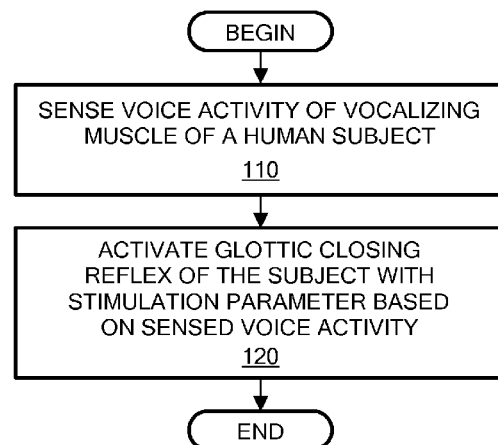 BEGIN
SENSE VOICE ACTIVITY OF VOCALIZING
MUSCLE OF A HUMAN SUBJECT
110
ACTIVATE GLOTTIC CLOSING
REFLEX OF THE SUBJECT WITH
STIMULATION PARAMETER BASED
ON SENSED VOICE ACTIVITY
120
END